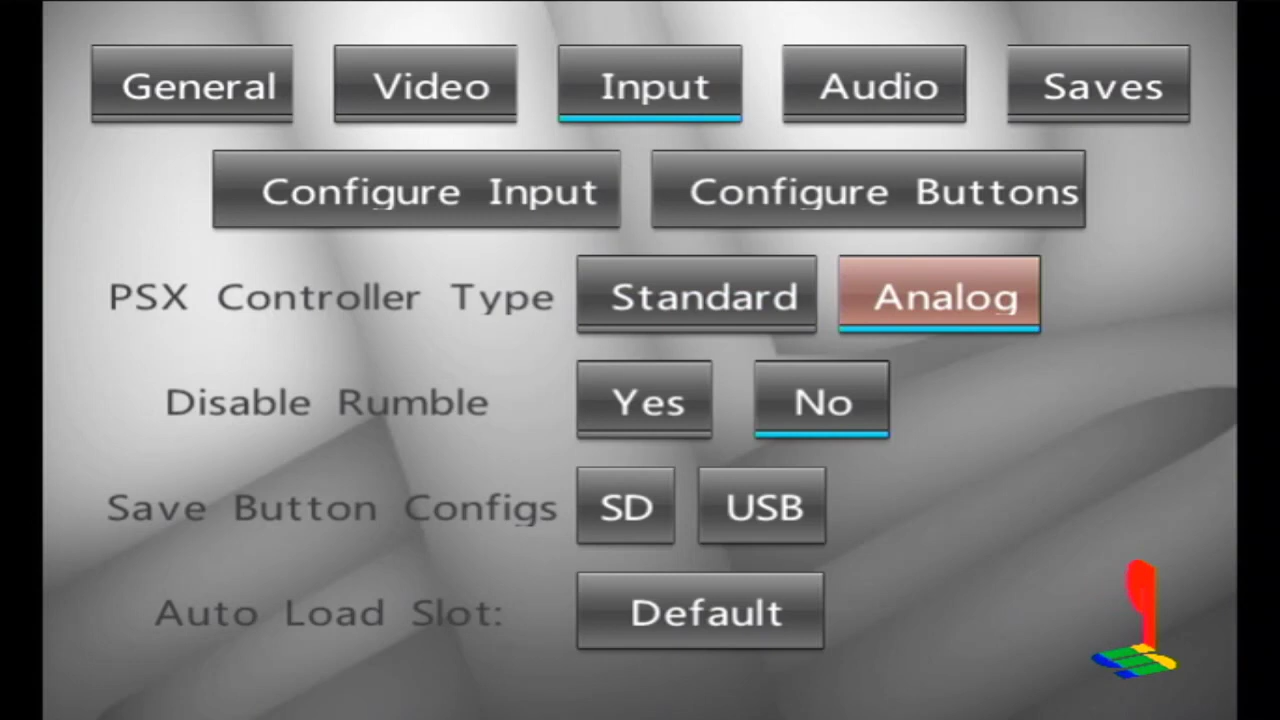 General Video Input Audio Saves
Configure Input Configure Buttons
PSX Controller Type Standard Analog
Disable Rumble Yes No
Save Button Configs SD USB
Auto Load Slot: Default